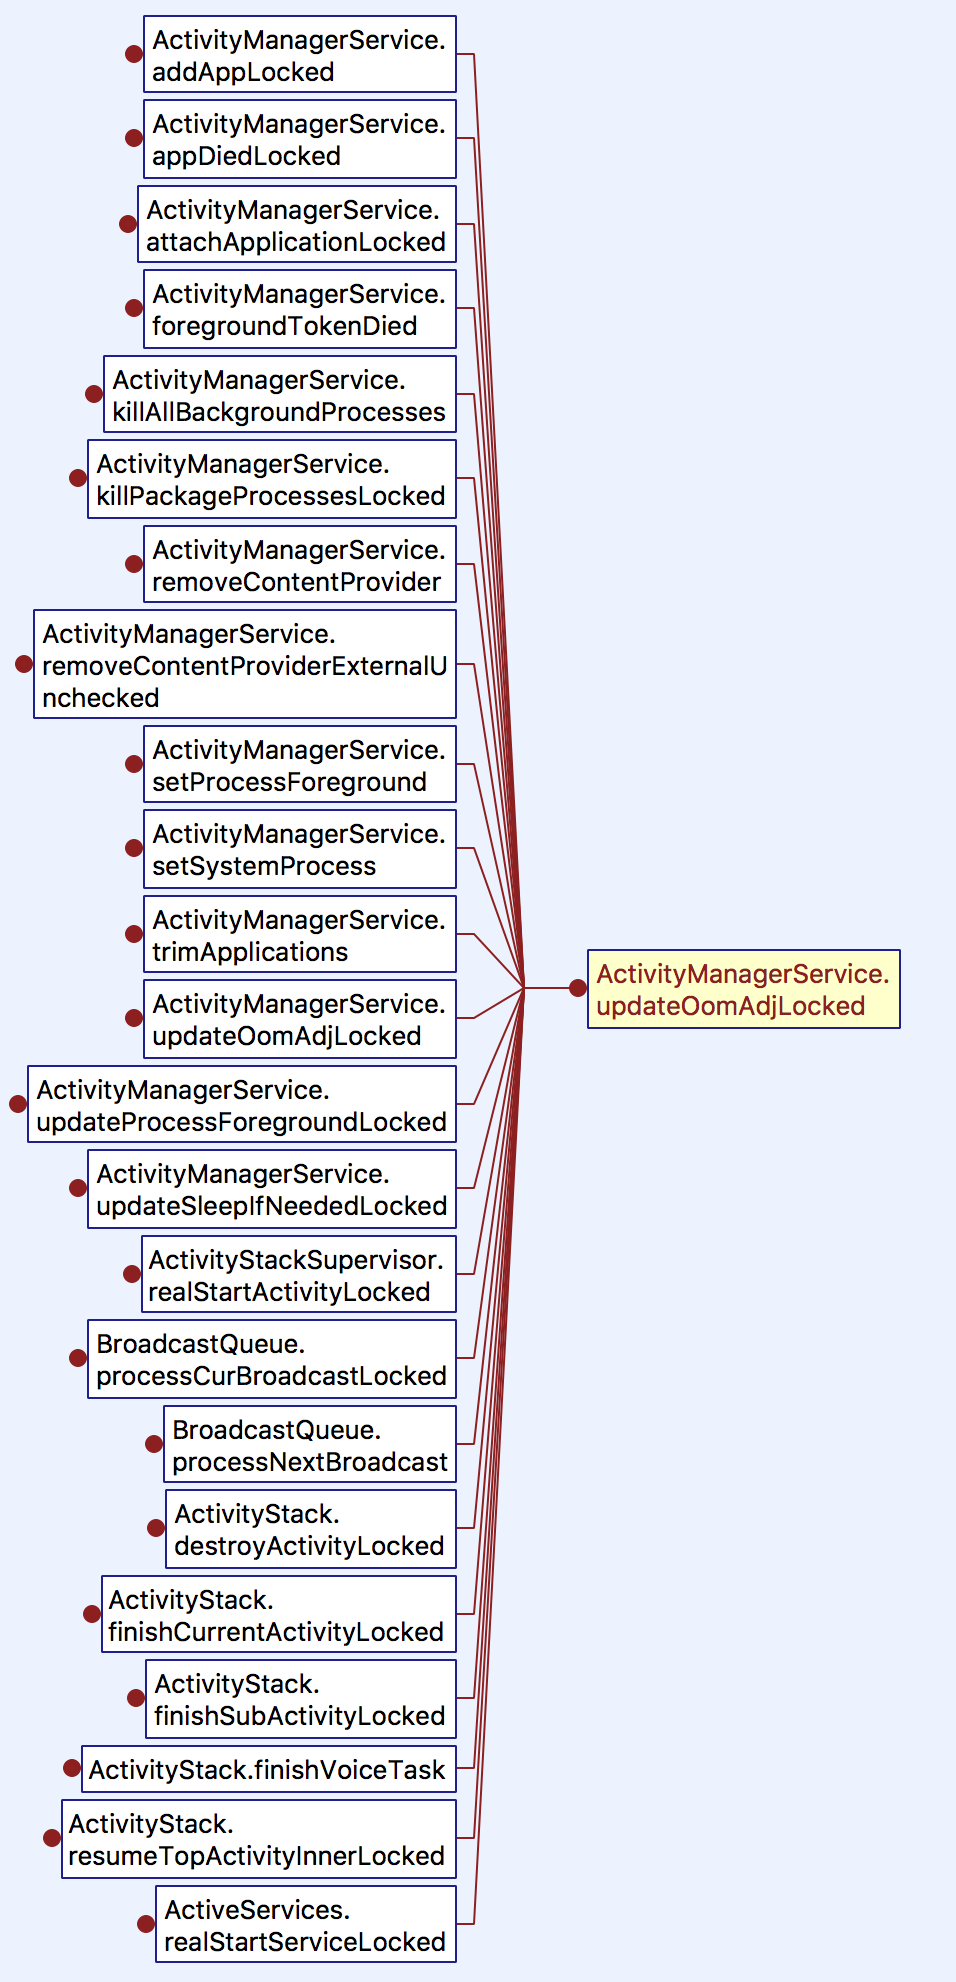 ActivityManagerService.
addAppLocked
ActivityManagerService.
appDiedLocked
ActivityManagerService.
attachApplicationLocked
ActivityManagerService.
foregroundTokenDied
ActivityManagerService.
killAllBackgroundProcesses
ActivityManagerService.
killPackageProcessesLocked
ActivityManagerService.
removeContentProvider
ActivityManagerService.
removeContentProviderExternalU
nchecked
ActivityManagerService.
setProcessForeground
ActivityManagerService.
setSystemProcess
ActivityManagerService.
trimApplications
ActivityManagerService.
updateOomAdjLocked
ActivityManagerService.
updateProcessForegroundLocked
ActivityManagerService.
updateSleepIfNeededLocked
ActivityStackSupervisor.
realStartActivityLocked
BroadcastQueue.
processCurBroadcastLocked
BroadcastQueue.
processNextBroadcast
ActivityStack.
destroyActivityLocked
ActivityStack.
finishCurrentActivityLocked
ActivityStack.
finishSubActivityLocked
ActivityStack.finishVoiceTask
ActivityStack.
resumeTopActivityInnerLocked
ActiveServices.
realStartServiceLocked
ActivityManagerService.
updateOomAdjLocked